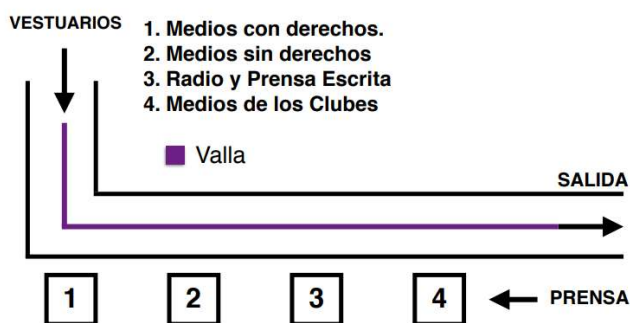 VESTUARIOS
1. Medios con derechos.
2. Medios sin derechos
3. Radio y Prensa Escrita
4. Medios de los Clubes
Valla
SALIDA
1
2
3
4
PRENSA